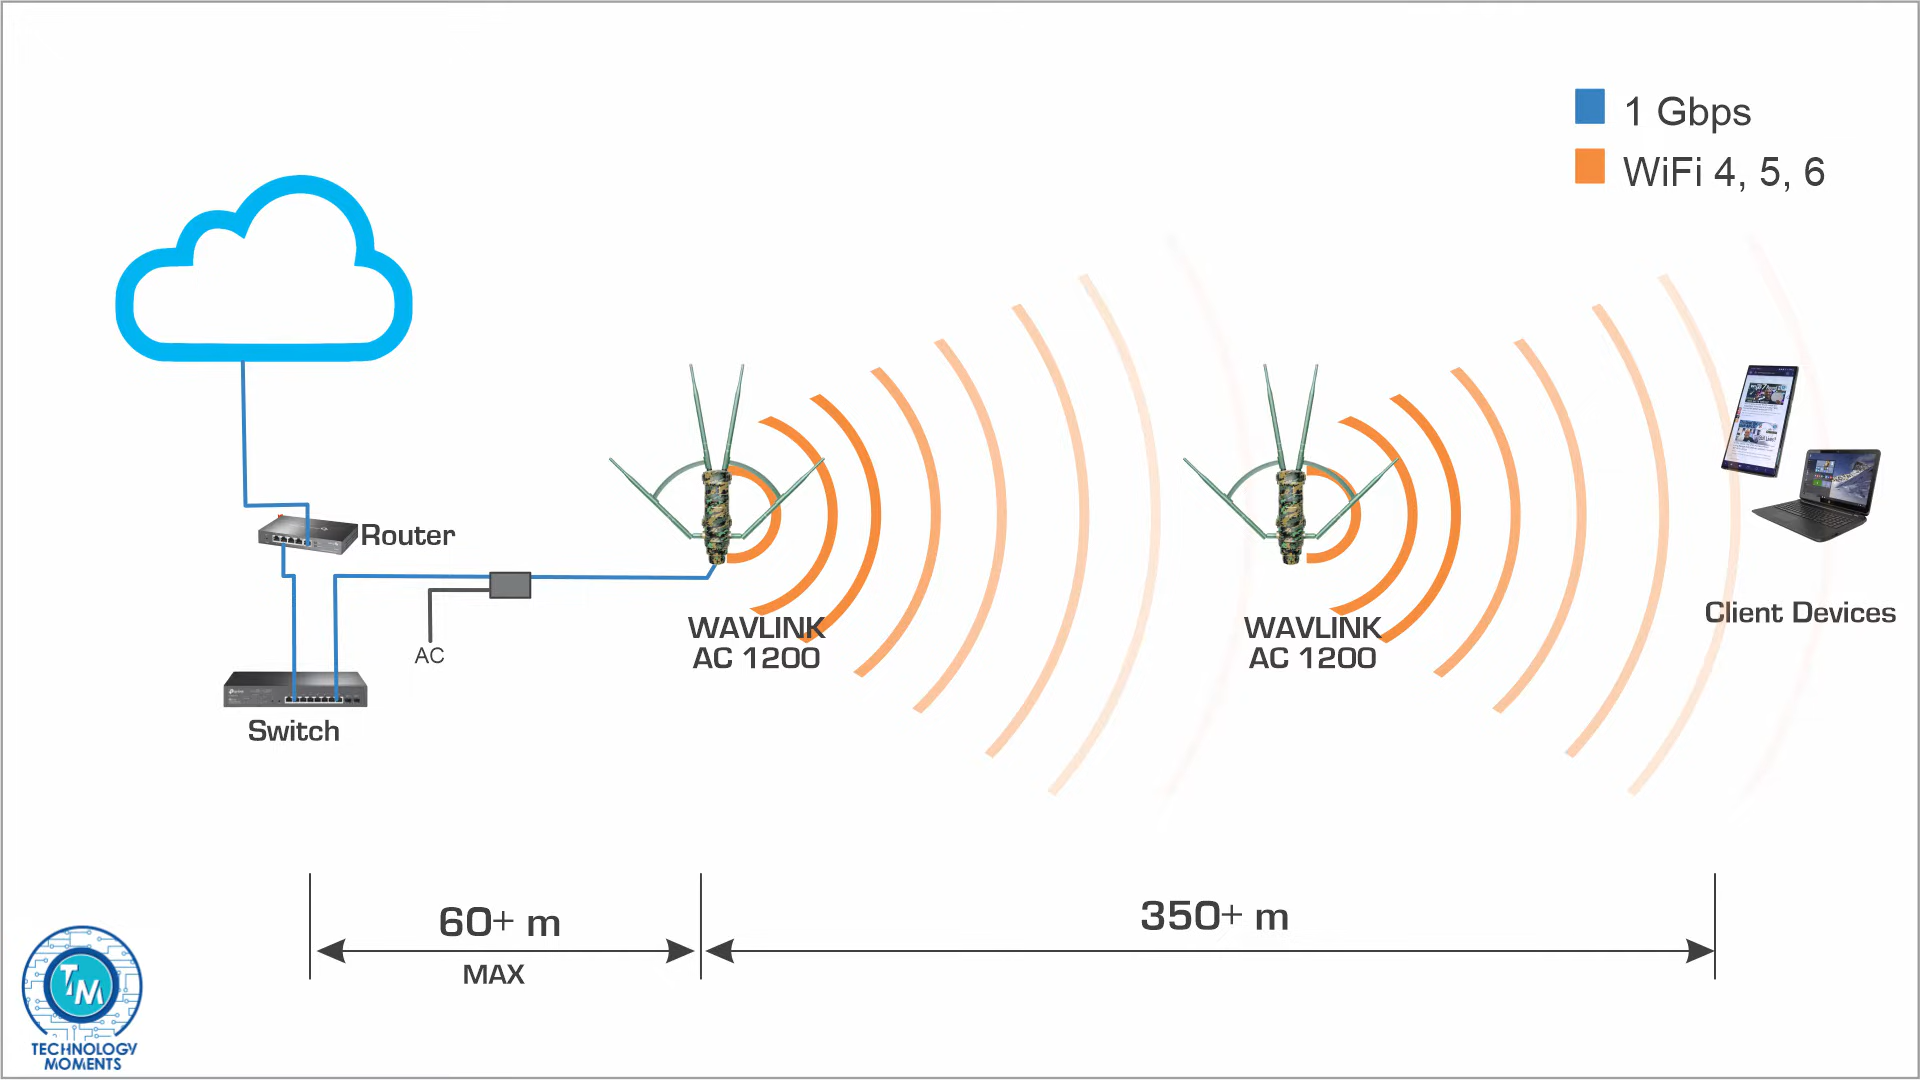 1 Gbps
WiFi 4, 5, 6
Router
AC
Switch
WAVLINK
AC 1200
WAVLINK
AC 1200
Client Devices
60+ m
MAX
350+ m
TM
TECHNOLOGY
MOMENTS